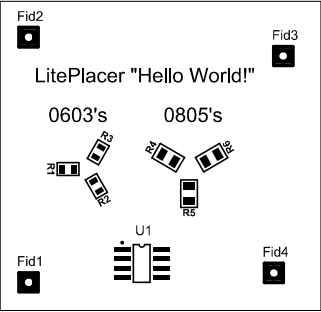 Fid2
Fid3
LitePlacer "Hello World!"
0603's 0805's
R3
R4
R6
R1
R2
R5
U1
Fid1
Fid4